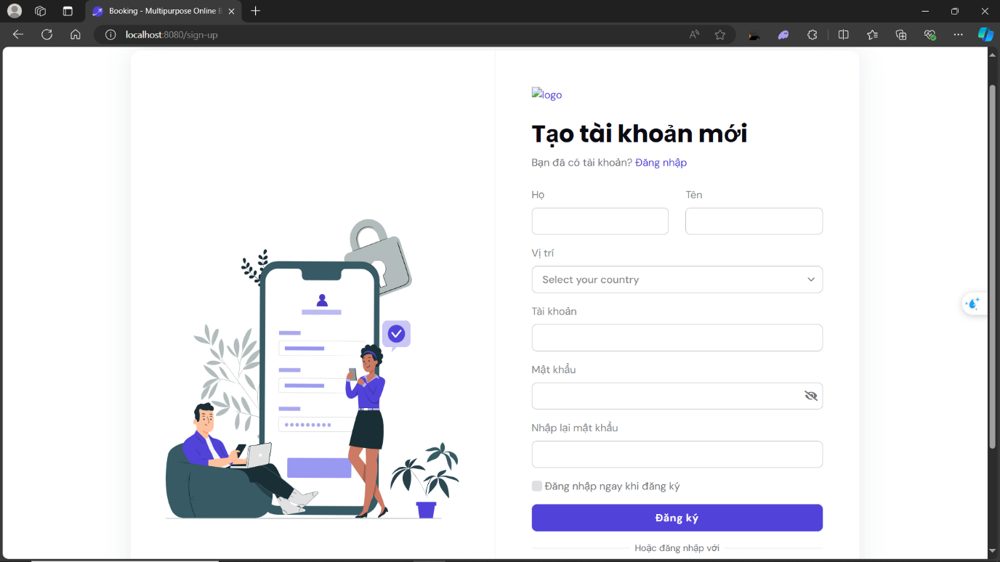 Booking - Multipurpose Online B
localhost:8080/sign-up
logo
Tạo tài khoản mới
Bạn đã có tài khoản? Đăng nhập
Họ
Tên
Vị trí
Select your country
Tài khoản
Mật khẩu
Nhập lại mật khẩu
Đăng nhập ngay khi đăng ký
Đăng ký
Hoặc đăng nhập với